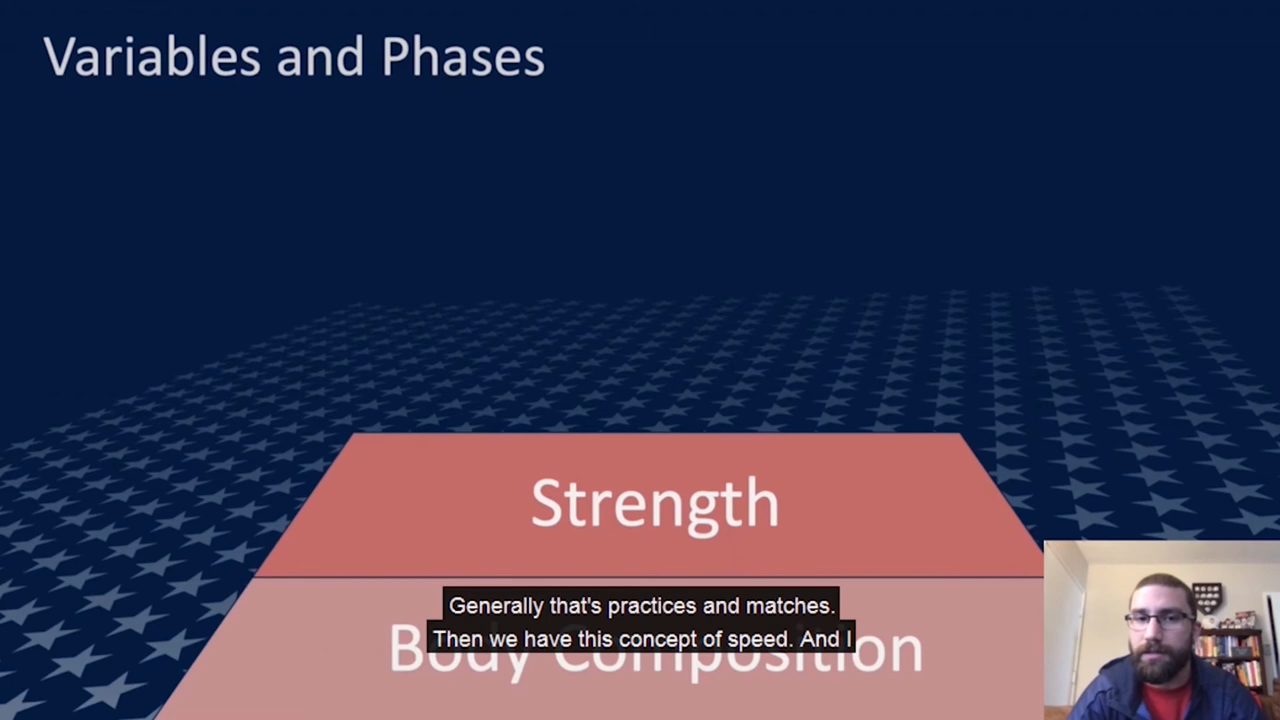 Variables and Phases
Strength
Generally that's practices and matches.
Then we have this concept of speed. And I
Body Composition